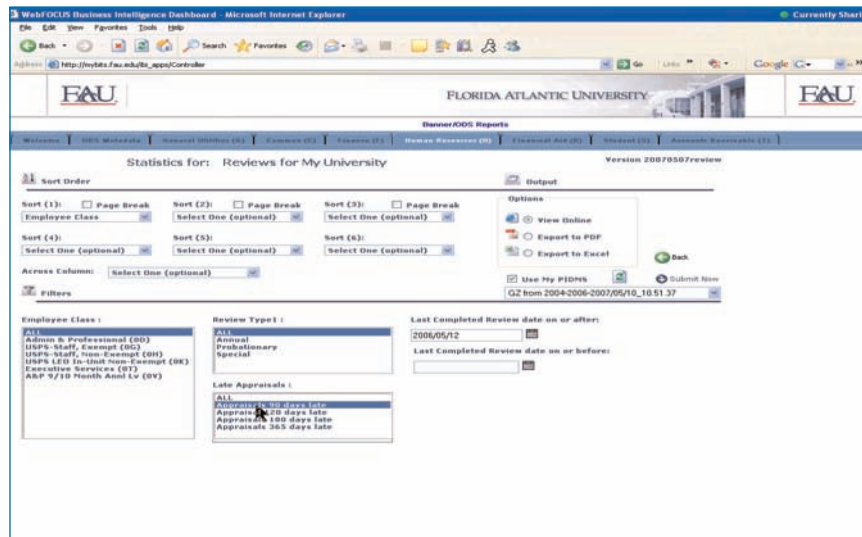 WebFOCUS Business Intelligence Dashboard - Microsoft Internet Explorer
Currently Shari
File Edit View Favorites Tools Help
Back Search Favorites
Address http://mybits.fau.edu/ibi_apps/Controller Go Links Google
FAU FLORIDA ATLANTIC UNIVERSITY FAU
Banner/ODS Reports
Welcome ODS Metadata General Utilities (G) Common (C) Finance (F) Human Resources (H) Financial Aid (R) Student (S) Accounts Receivable (T)
Statistics for: Reviews for My University Version 20070507review
Sort Order Output
Sort (1): Page Break Sort (2): Page Break Sort (3): Page Break Options
Employee Class Select One (optional) Select One (optional) View Online
Sort (4): Sort (5): Sort (6): Export to PDF
Select One (optional) Select One (optional) Select One (optional) Export to Excel Back
Across Column: Select One (optional) Use My PIDMS Submit Now
Filters GZ from 2004-2006-2007/05/10_10.51.37
Employee Class : Review Type1 : Last Completed Review date on or after:
ALL
Admin & Professional (0D)
USPS-Staff, Exempt (0G)
USPS-Staff, Non-Exempt (0H)
USPS LEO In-Unit Non-Exempt (0K)
Executive Services (0T)
A&P 9/10 Month Annl Lv (0V)
ALL
Annual
Probationary
Special
2006/05/12
Last Completed Review date on or before:
Late Appraisals :
ALL
Appraisals 90 days late
Appraisals 120 days late
Appraisals 180 days late
Appraisals 365 days late